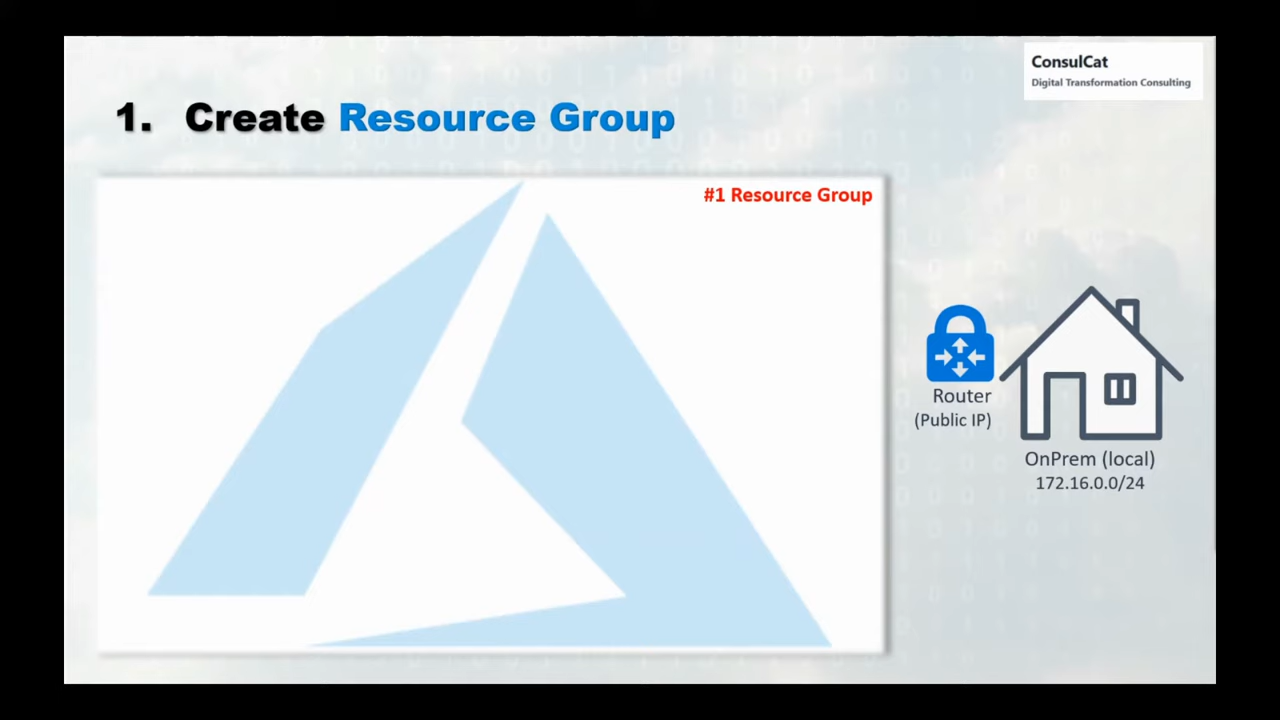 ConsulCat
Digital Transformation Consulting
1. Create Resource Group
#1 Resource Group
Router
(Public IP)
OnPrem (local)
172.16.0.0/24